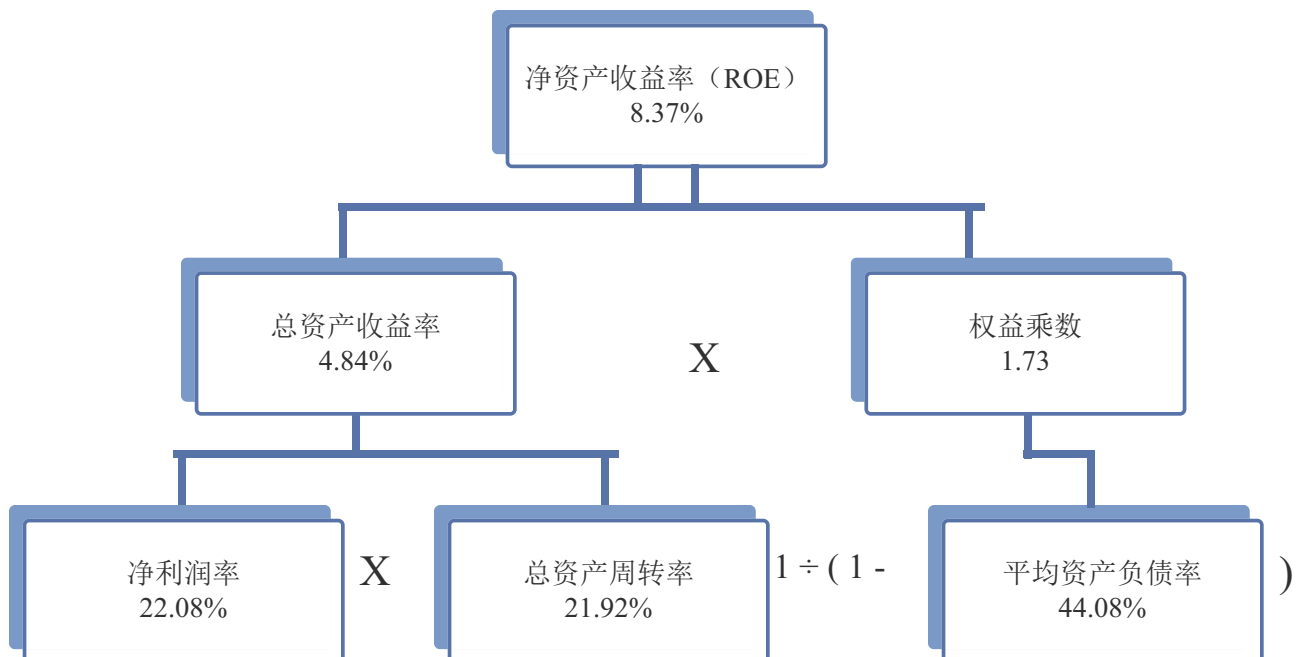 净资产收益率（ROE）
8.37%
总资产收益率
4.84%
X
权益乘数
1.73
净利润率
22.08%
X
总资产周转率
21.92%
1 ÷ ( 1 -
平均资产负债率
44.08%
)